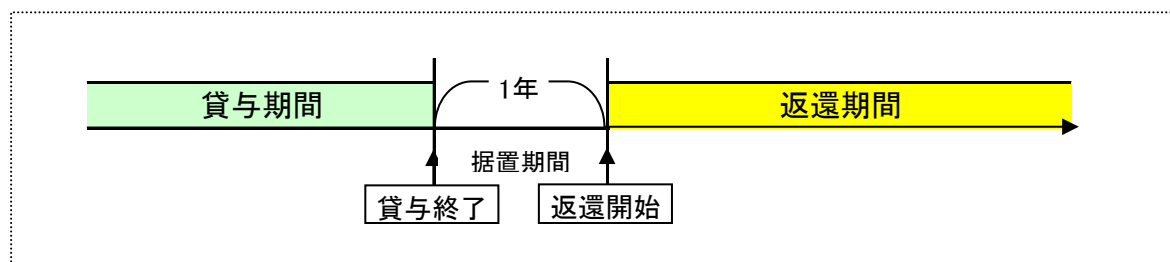 1年
貸与期間
返還期間
据置期間
貸与終了
返還開始